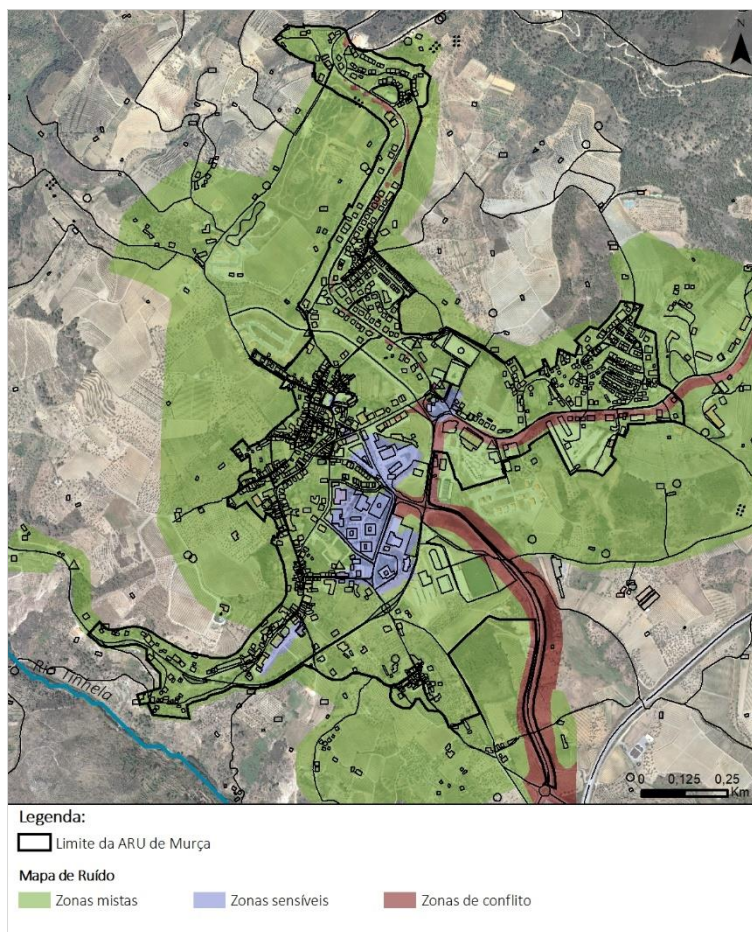 N
Rio Tinhela
0 0,125 0,25
Km
Legenda:
Limite da ARU de Murça
Mapa de Ruído
Zonas mistas Zonas sensíveis Zonas de conflito